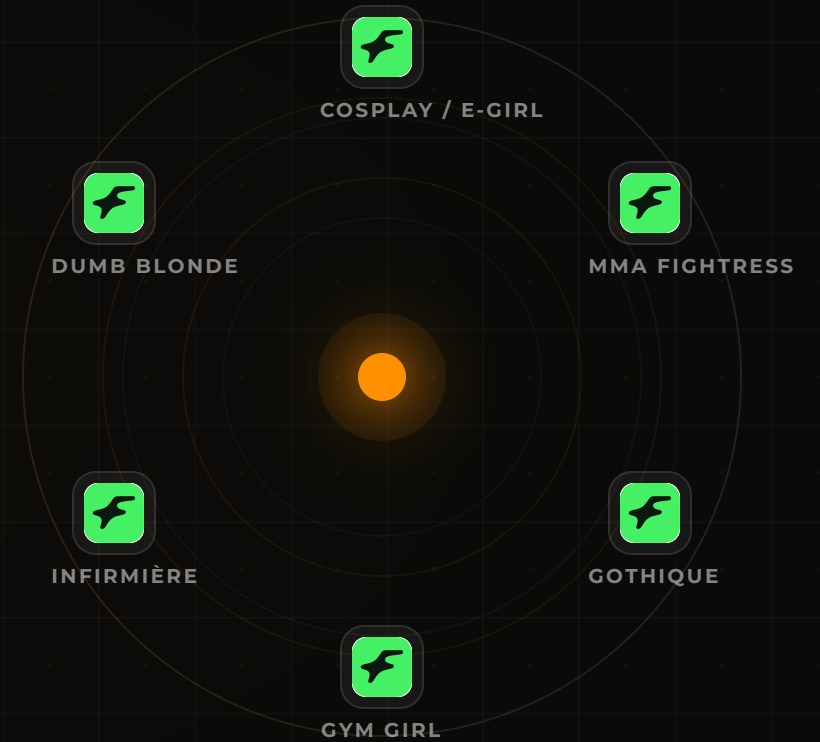 COSPLAY / E-GIRL
DUMB BLONDE
MMA FIGHTRESS
INFIRMIÈRE
GOTHIQUE
GYM GIRL